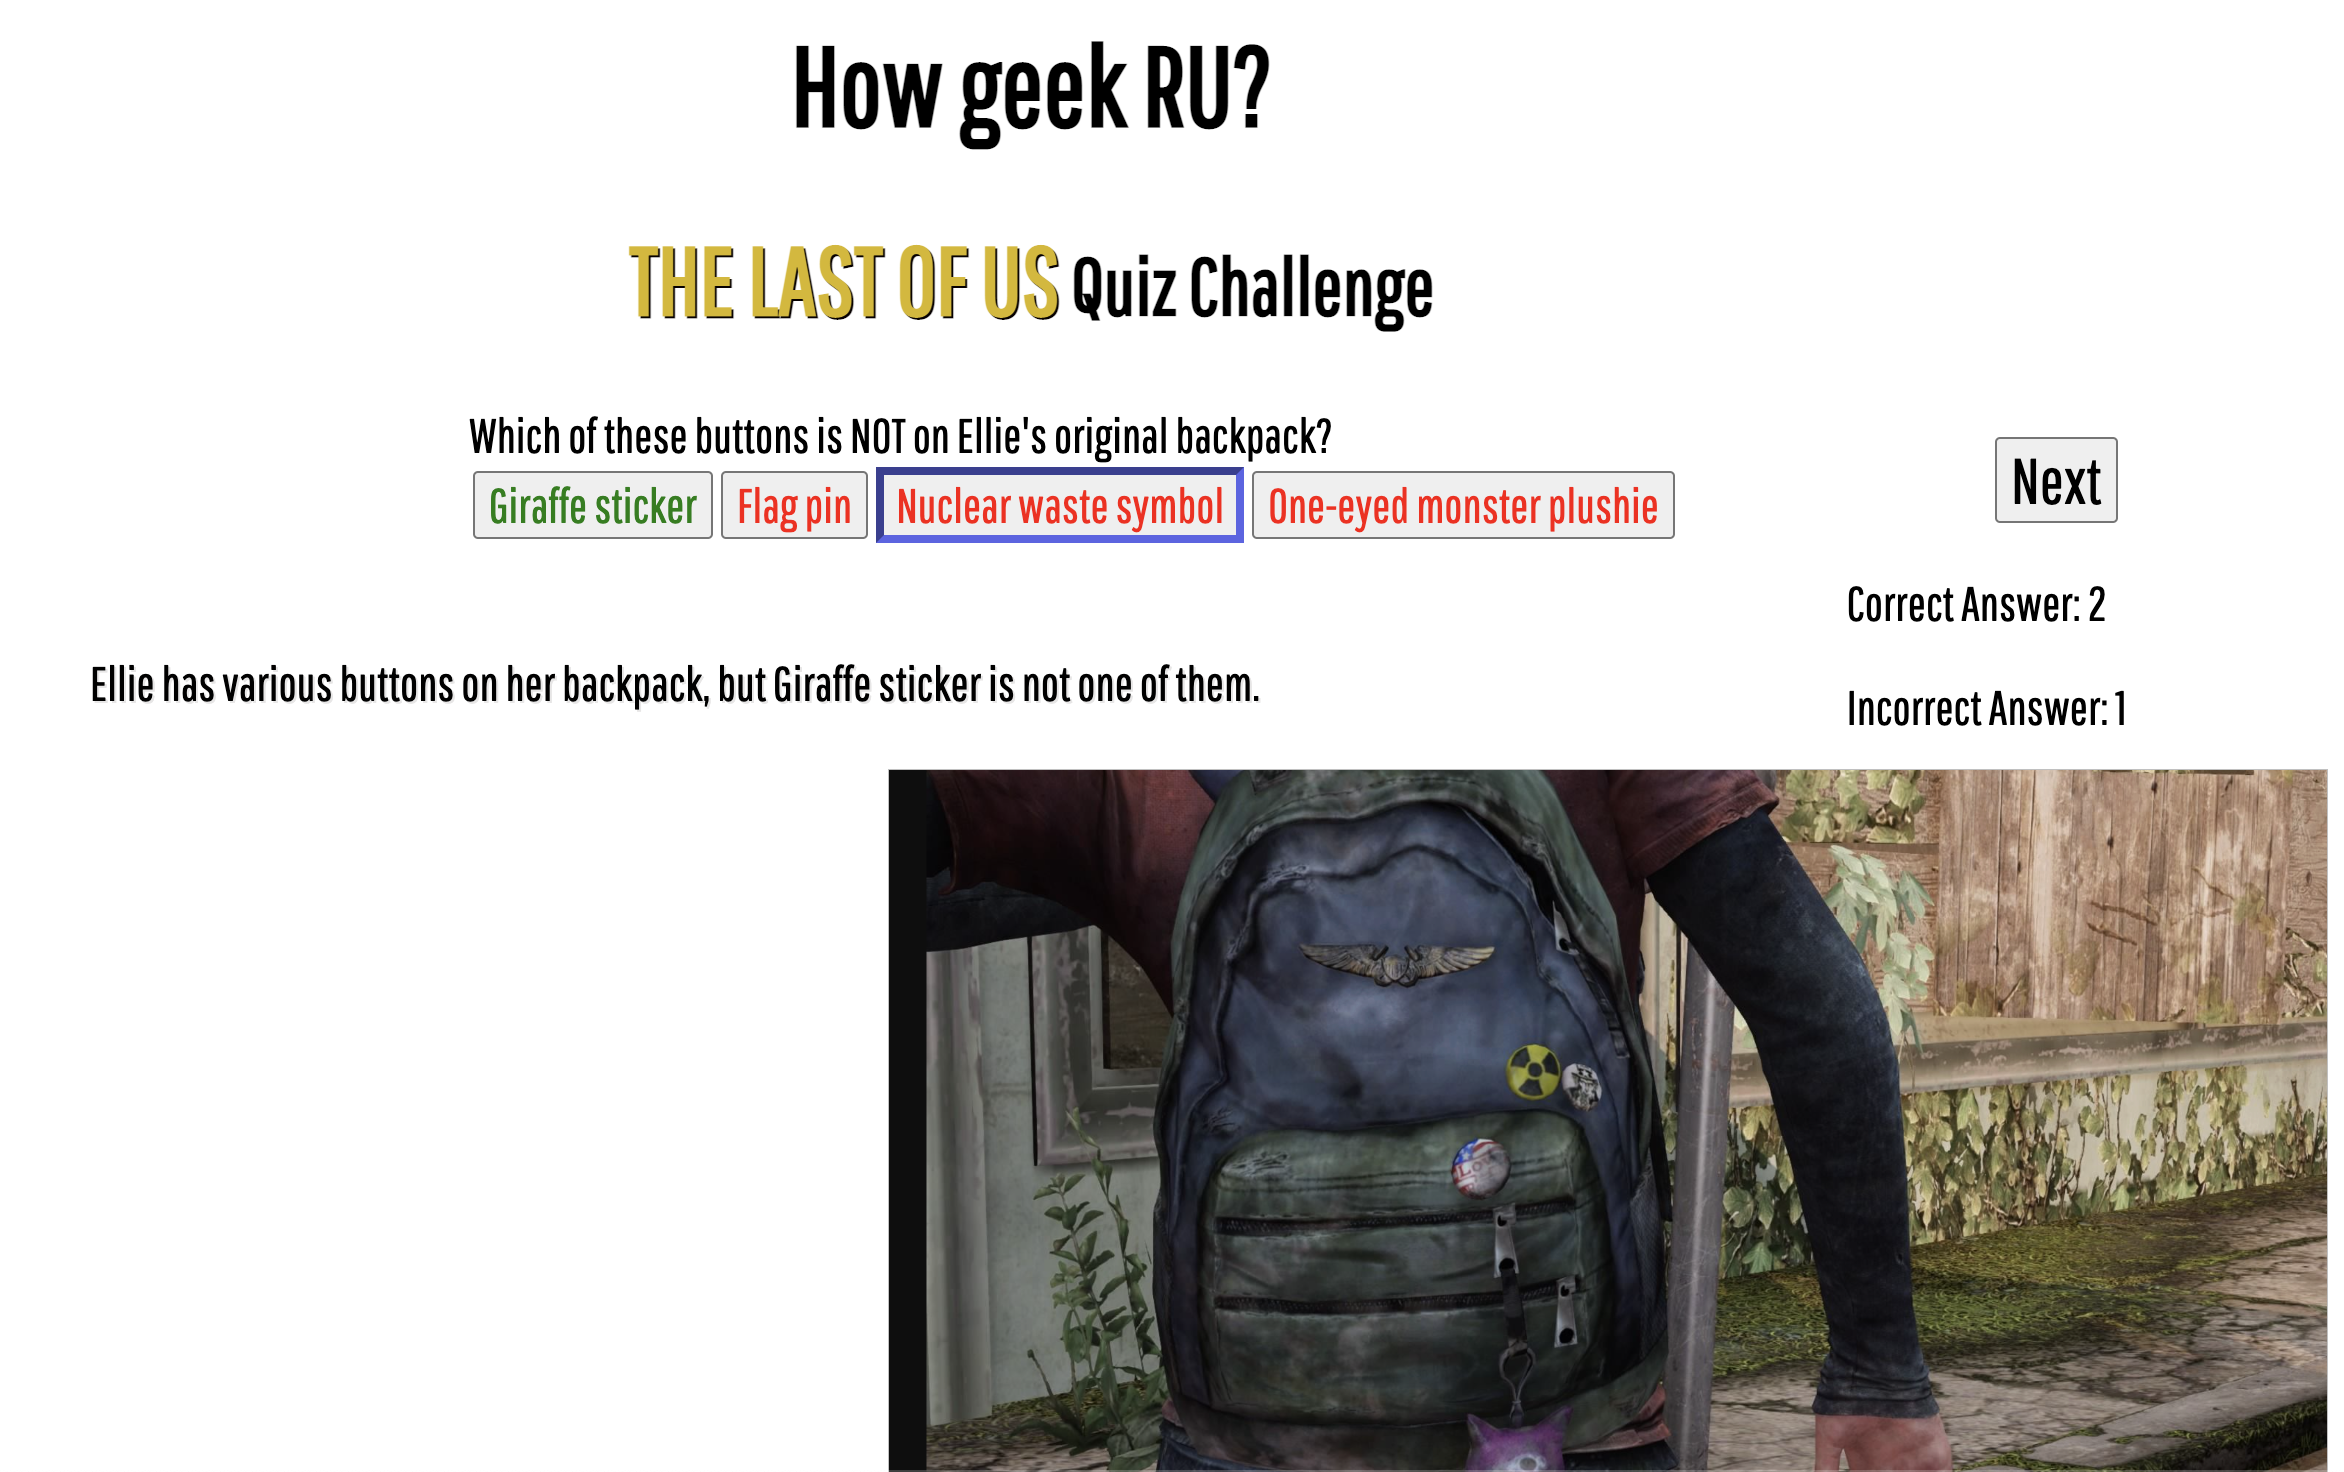 How geek RU?
THE LAST OF US Quiz Challenge
Which of these buttons is NOT on Ellie's original backpack?
Giraffe sticker Flag pin Nuclear waste symbol One-eyed monster plushie
Next
Correct Answer: 2
Ellie has various buttons on her backpack, but Giraffe sticker is not one of them.
Incorrect Answer: 1